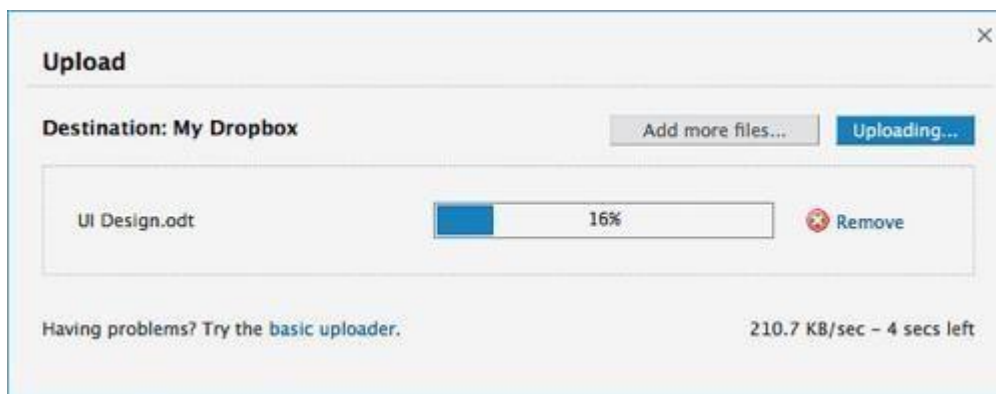 Upload
Destination: My Dropbox
Add more files...
Uploading...
UI Design.odt
16%
Remove
Having problems? Try the basic uploader.
210.7 KB/sec – 4 secs left